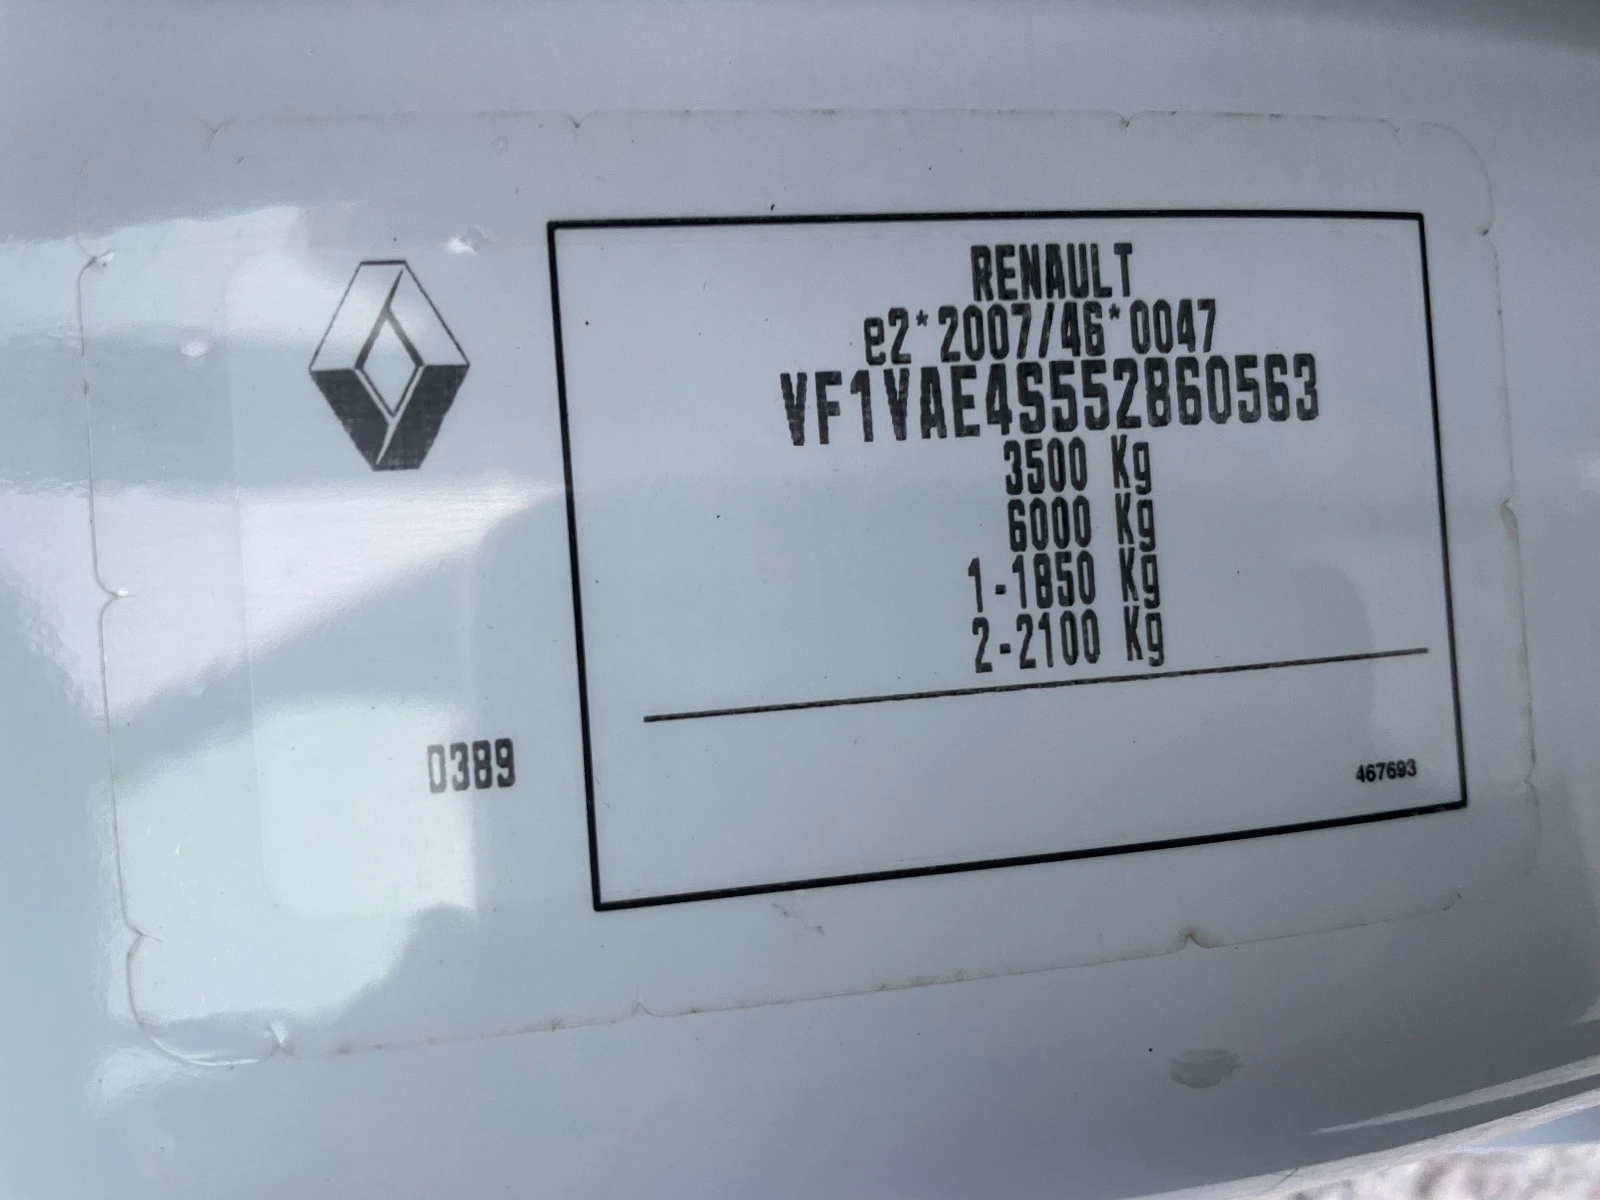 RENAULT
e2*2007/46*0047
VF1VAE4S552860563
3500 Kg
6000 Kg
1-1850 Kg
2-2100 Kg
0389
467693